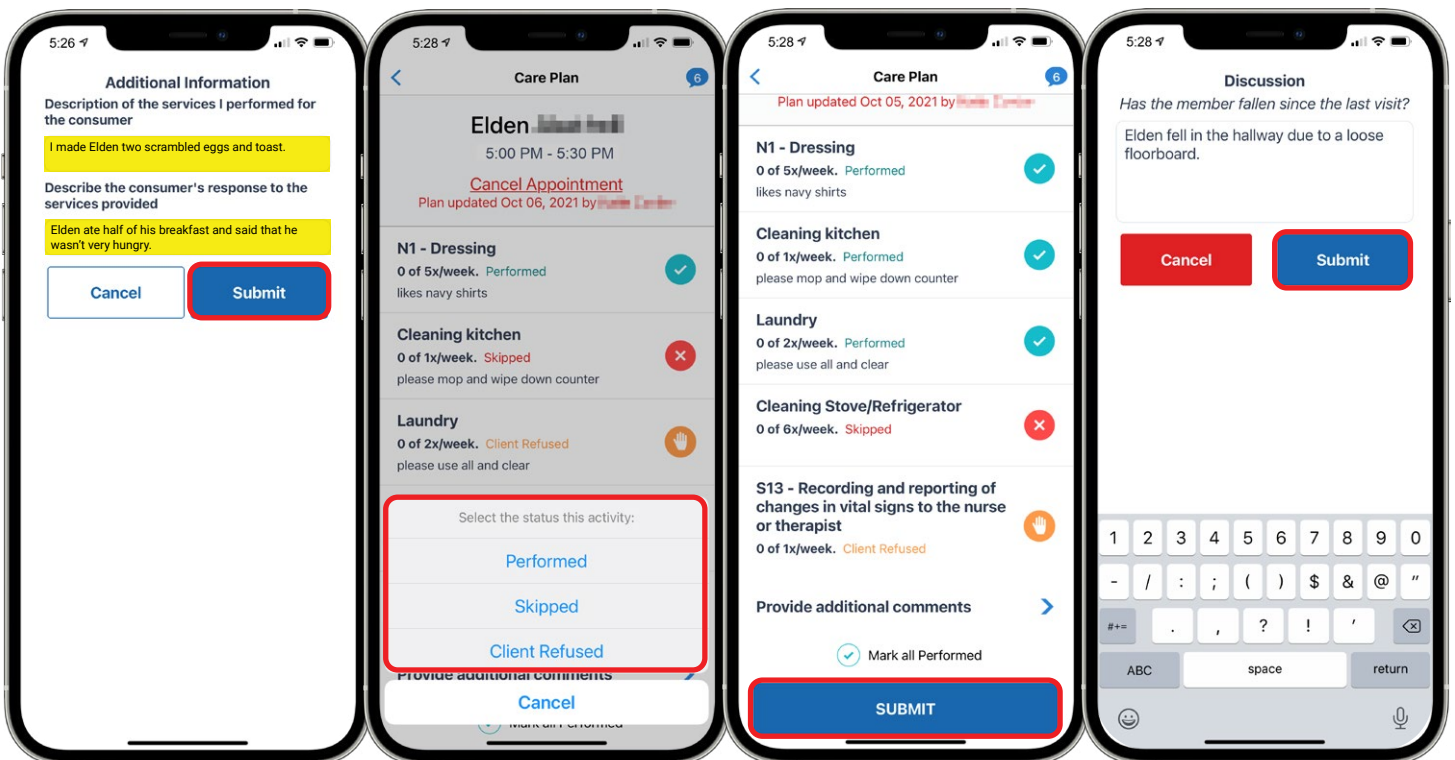 5:26
Additional Information
Description of the services I performed for
the consumer
I made Elden two scrambled eggs and toast.
Describe the consumer's response to the
services provided
Elden ate half of his breakfast and said that he
wasn't very hungry.
Cancel
Submit
5:28
Care Plan
6
Elden
5:00 PM - 5:30 PM
Cancel Appointment
Plan updated Oct 06, 2021 by
N1 - Dressing
0 of 5x/week. Performed
likes navy shirts
Cleaning kitchen
0 of 1x/week. Skipped
please mop and wipe down counter
Laundry
0 of 2x/week. Client Refused
please use all and clear
Select the status this activity:
Performed
Skipped
Client Refused
Provide additional comments
Cancel
Mark all Performed
5:28
Care Plan
6
Plan updated Oct 05, 2021 by
N1 - Dressing
0 of 5x/week. Performed
likes navy shirts
Cleaning kitchen
0 of 1x/week. Performed
please mop and wipe down counter
Laundry
0 of 2x/week. Performed
please use all and clear
Cleaning Stove/Refrigerator
0 of 6x/week. Skipped
S13 - Recording and reporting of
changes in vital signs to the nurse
or therapist
0 of 1x/week. Client Refused
Provide additional comments
Mark all Performed
SUBMIT
5:28
Discussion
Has the member fallen since the last visit?
Elden fell in the hallway due to a loose
floorboard.
Cancel
Submit
1 2 3 4 5 6 7 8 9 0
- / : ; ( ) $ & @ "
#+= . , ? ! '
ABC space return